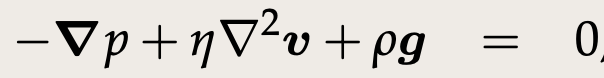 −∇p + η∇²v + ρg = 0,